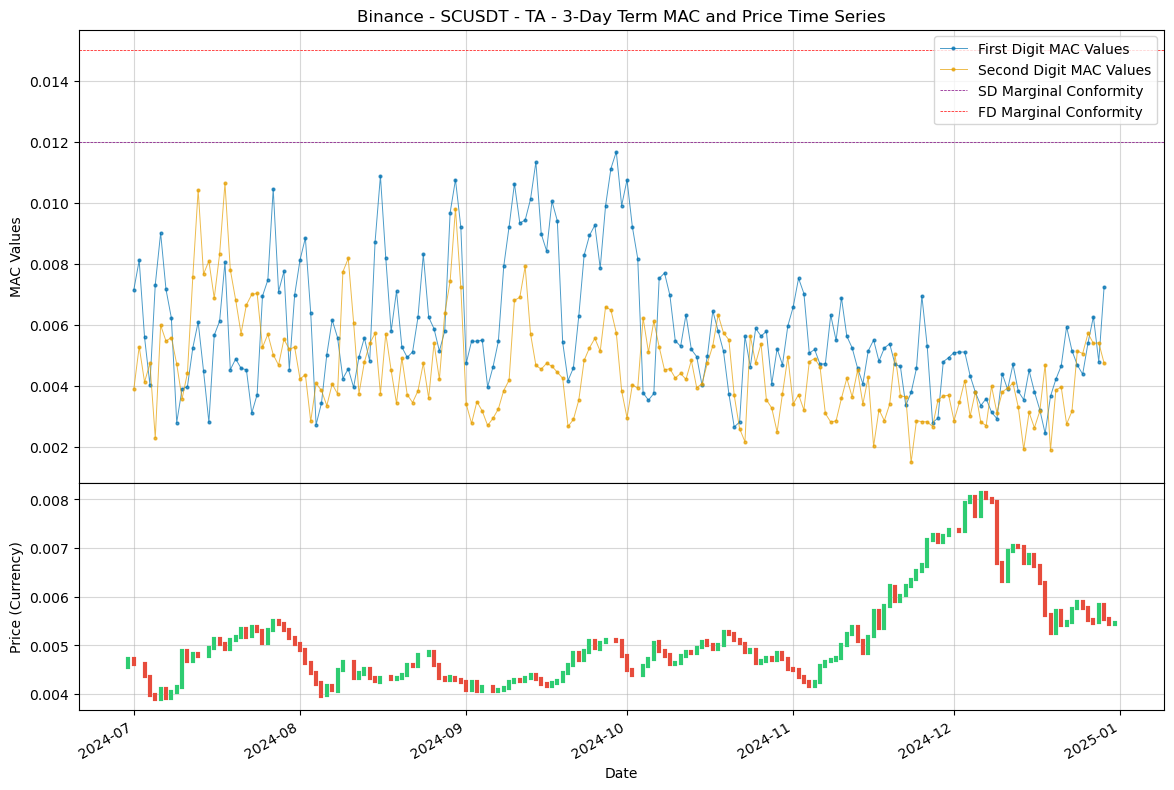 Binance - SCUSDT - TA - 3-Day Term MAC and Price Time Series
First Digit MAC Values
Second Digit MAC Values
SD Marginal Conformity
FD Marginal Conformity
MAC Values
0.014
0.012
0.010
0.008
0.006
0.004
0.002
Price (Currency)
0.008
0.007
0.006
0.005
0.004
2024-07
2024-08
2024-09
2024-10
2024-11
2024-12
2025-01
Date